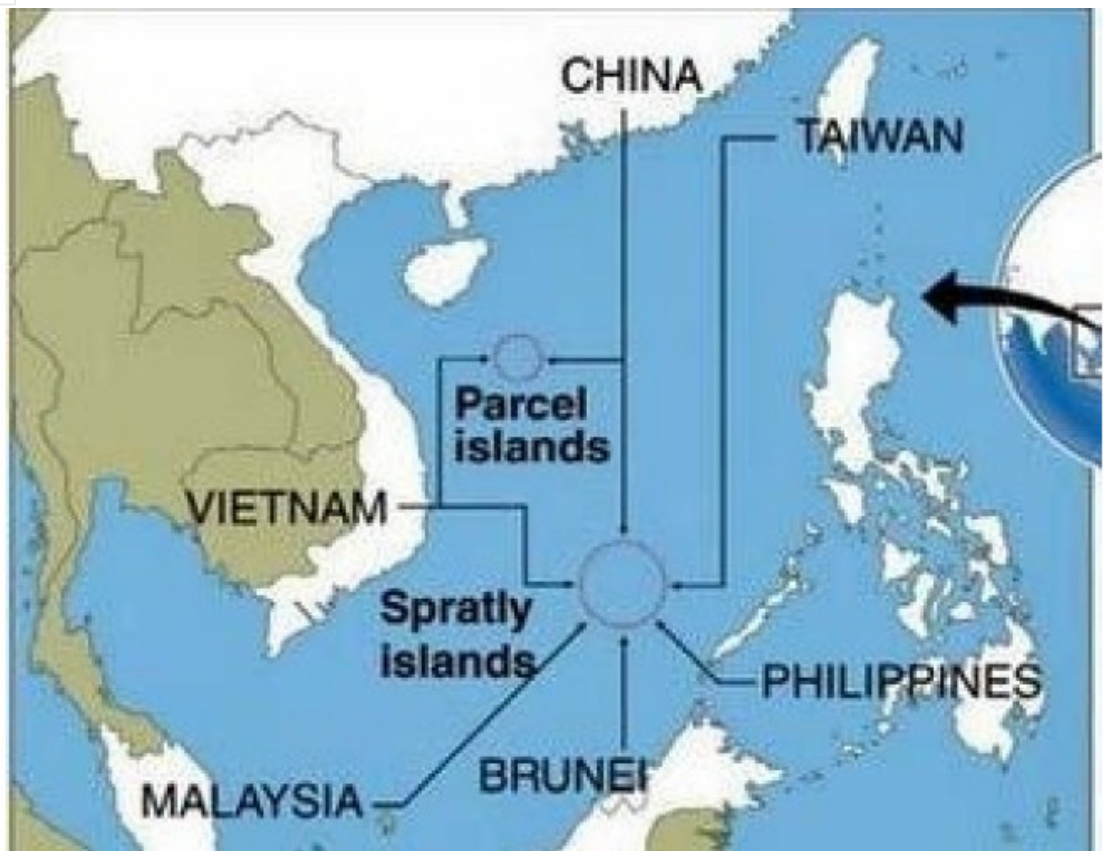 CHINA
TAIWAN
Parcel
islands
VIETNAM
Spratly
islands
PHILIPPINES
BRUNEI
MALAYSIA